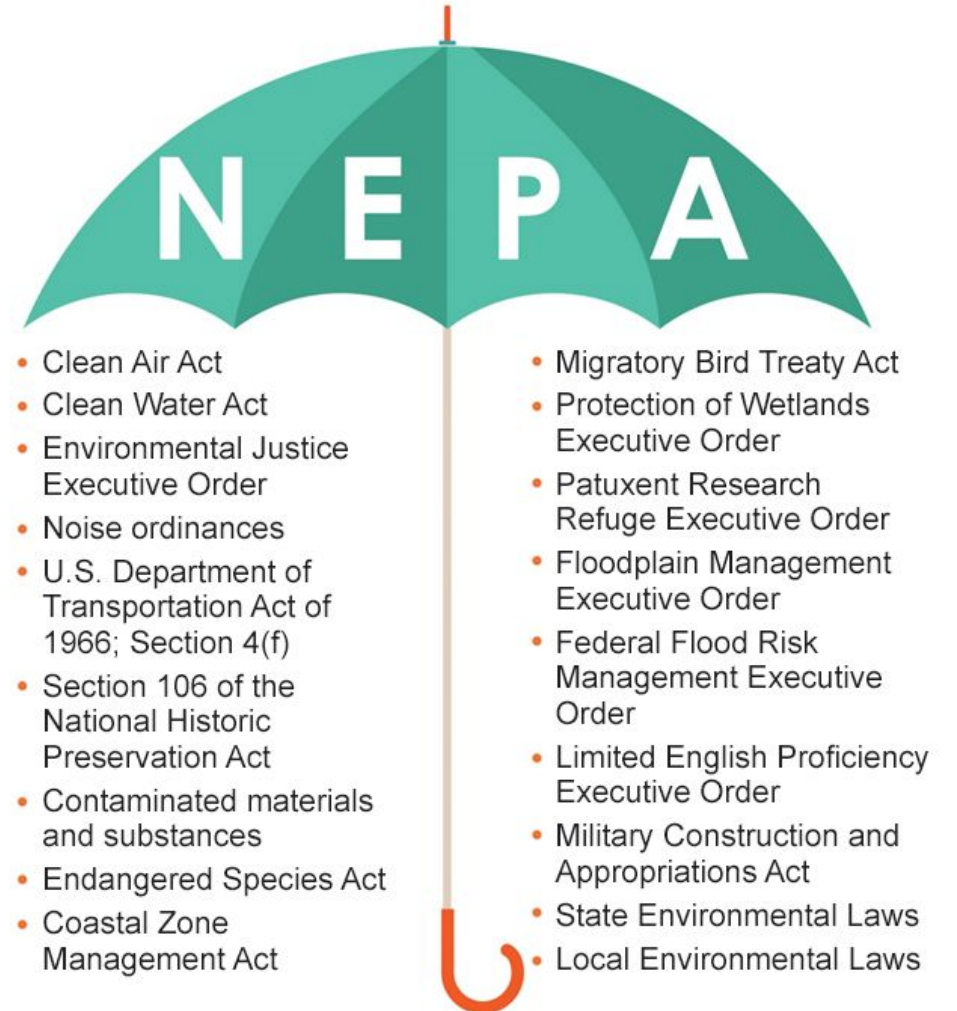 NEPA
• Clean Air Act
• Clean Water Act
• Environmental Justice
Executive Order
• Noise ordinances
• U.S. Department of
Transportation Act of
1966; Section 4(f)
• Section 106 of the
National Historic
Preservation Act
• Contaminated materials
and substances
• Endangered Species Act
• Coastal Zone
Management Act
• Migratory Bird Treaty Act
• Protection of Wetlands
Executive Order
• Patuxent Research
Refuge Executive Order
• Floodplain Management
Executive Order
• Federal Flood Risk
Management Executive
Order
• Limited English Proficiency
Executive Order
• Military Construction and
Appropriations Act
• State Environmental Laws
• Local Environmental Laws